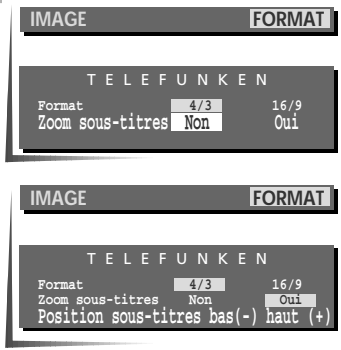 IMAGE FORMAT
TELEFUNKEN
Format 4/3 16/9
Zoom sous-titres Non Oui
IMAGE FORMAT
TELEFUNKEN
Format 4/3 16/9
Zoom sous-titres Non Oui
Position sous-titres bas(-) haut (+)